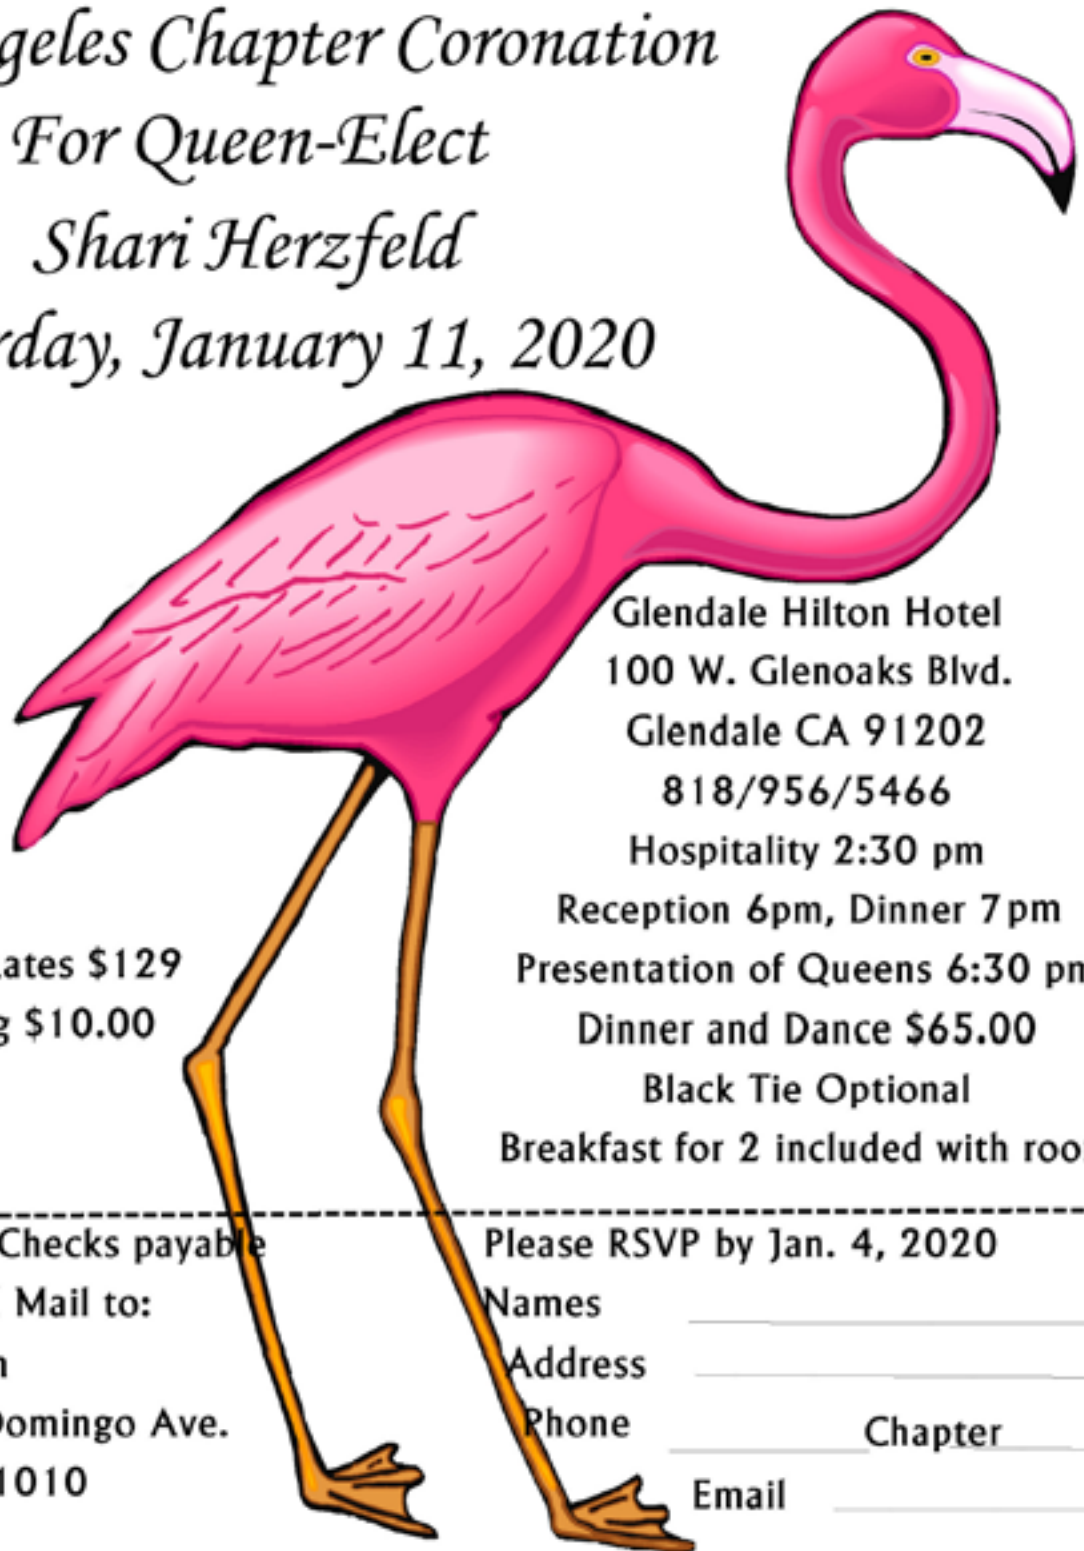 geles Chapter Coronation
For Queen-Elect
Shari Herzfeld
rday, January 11, 2020
Glendale Hilton Hotel
100 W. Glenoaks Blvd.
Glendale CA 91202
818/956/5466
Hospitality 2:30 pm
Reception 6pm, Dinner 7pm
Presentation of Queens 6:30 pm
Dinner and Dance $65.00
Black Tie Optional
Breakfast for 2 included with roo
ates $129
g $10.00
Checks payable
Mail to:
n
Domingo Ave.
1010
Please RSVP by Jan. 4, 2020
Names
Address
Phone Chapter
Email